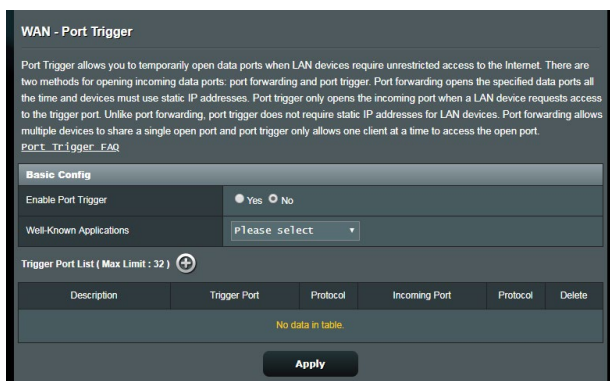 WAN - Port Trigger
Port Trigger allows you to temporarily open data ports when LAN devices require unrestricted access to the Internet. There are
two methods for opening incoming data ports: port forwarding and port trigger. Port forwarding opens the specified data ports all
the time and devices must use static IP addresses. Port trigger only opens the incoming port when a LAN device requests access
to the trigger port. Unlike port forwarding, port trigger does not require static IP addresses for LAN devices. Port forwarding allows
multiple devices to share a single open port and port trigger only allows one client at a time to access the open port.
Port Trigger FAQ
Basic Config
Enable Port Trigger Yes No
Well-Known Applications Please select
Trigger Port List ( Max Limit : 32 )
Description Trigger Port Protocol Incoming Port Protocol Delete
No data in table.
Apply